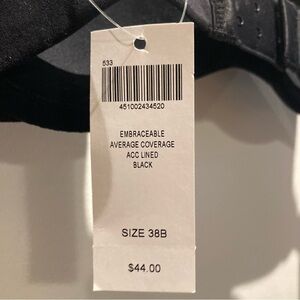 533
451002434520
EMBRACEABLE
AVERAGE COVERAGE
ACC LINED
BLACK
SIZE 38B
$44.00